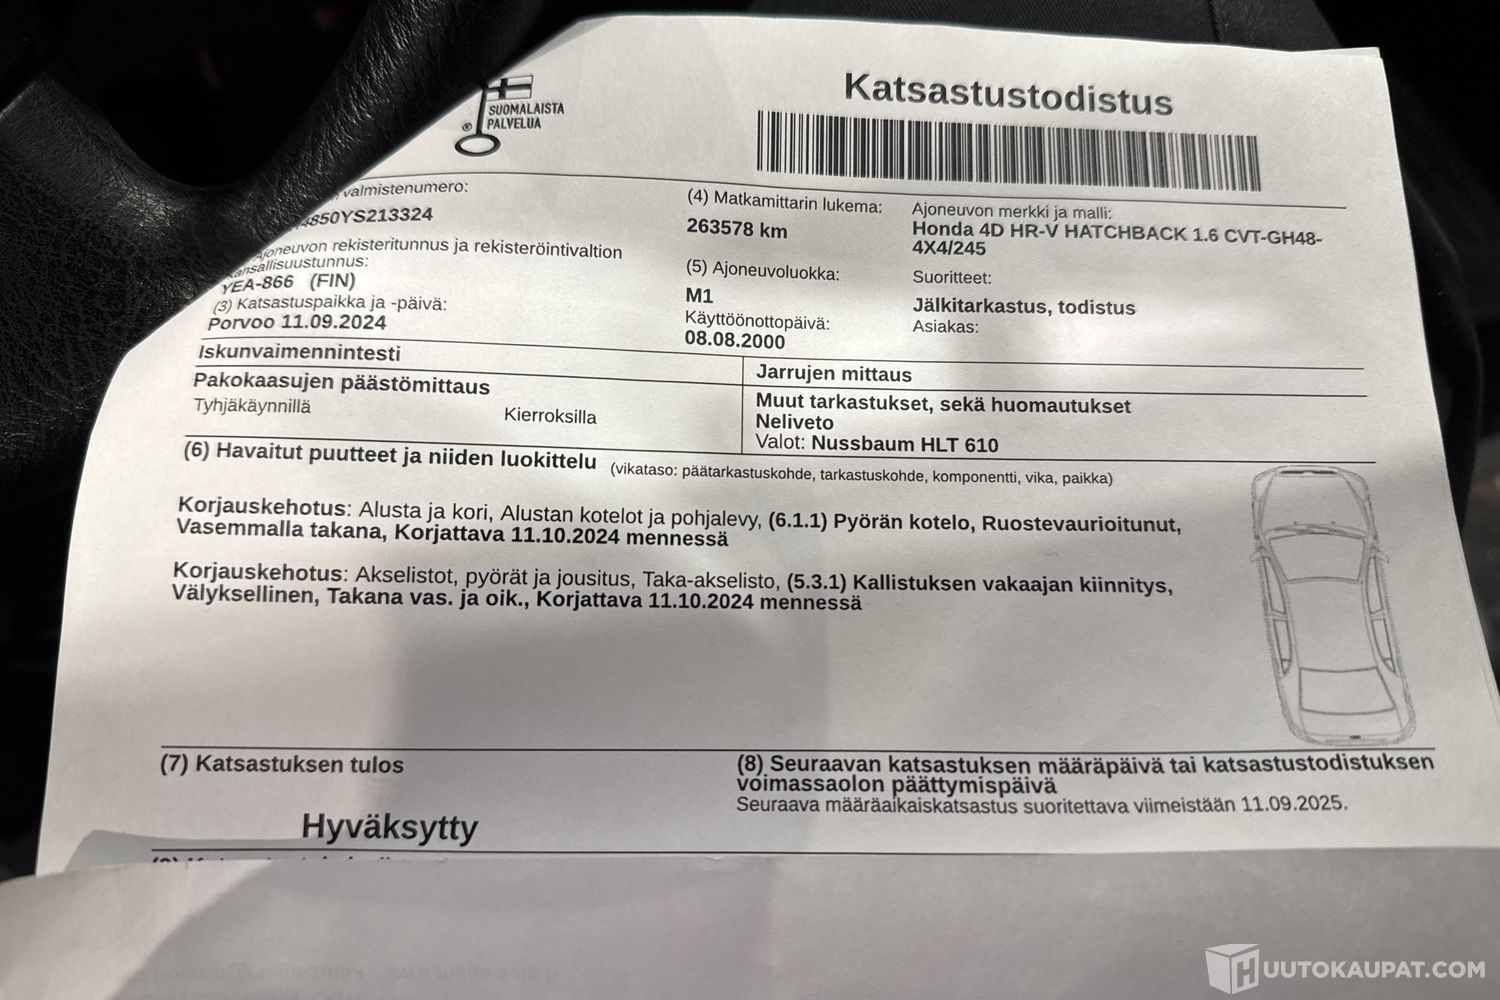 SUOMALAISTA
PALVELUA
®
Katsastustodistus
valmistenumero:
4850YS213324
Ajoneuvon rekisteritunnus ja rekisteröintivaltion
kansallisuustunnus:
YEA-866 (FIN)
(3) Katsastuspaikka ja -päivä:
Porvoo 11.09.2024
(4) Matkamittarin lukema:
263578 km
(5) Ajoneuvoluokka:
M1
Käyttöönottopäivä:
08.08.2000
Ajoneuvon merkki ja malli:
Honda 4D HR-V HATCHBACK 1.6 CVT-GH48-
4X4/245
Suoritteet:
Jälkitarkastus, todistus
Asiakas:
Iskunvaimennintesti
Pakokaasujen päästömittaus
Tyhjäkäynnillä Kierroksilla
Jarrujen mittaus
Muut tarkastukset, sekä huomautukset
Neliveto
Valot: Nussbaum HLT 610
(6) Havaitut puutteet ja niiden luokittelu (vikataso: päätarkastuskohde, tarkastuskohde, komponentti, vika, paikka)
Korjauskehotus: Alusta ja kori, Alustan kotelot ja pohjalevy, (6.1.1) Pyörän kotelo, Ruostevaurioitunut,
Vasemmalla takana, Korjattava 11.10.2024 mennessä
Korjauskehotus: Akselistot, pyörät ja jousitus, Taka-akselisto, (5.3.1) Kallistuksen vakaajan kiinnitys,
Välyksellinen, Takana vas. ja oik., Korjattava 11.10.2024 mennessä
(7) Katsastuksen tulos
Hyväksytty
(8) Seuraavan katsastuksen määräpäivä tai katsastustodistuksen
voimassaolon päättymispäivä
Seuraava määräaikaiskatsastus suoritettava viimeistään 11.09.2025.
HUUTOKAUPAT.COM